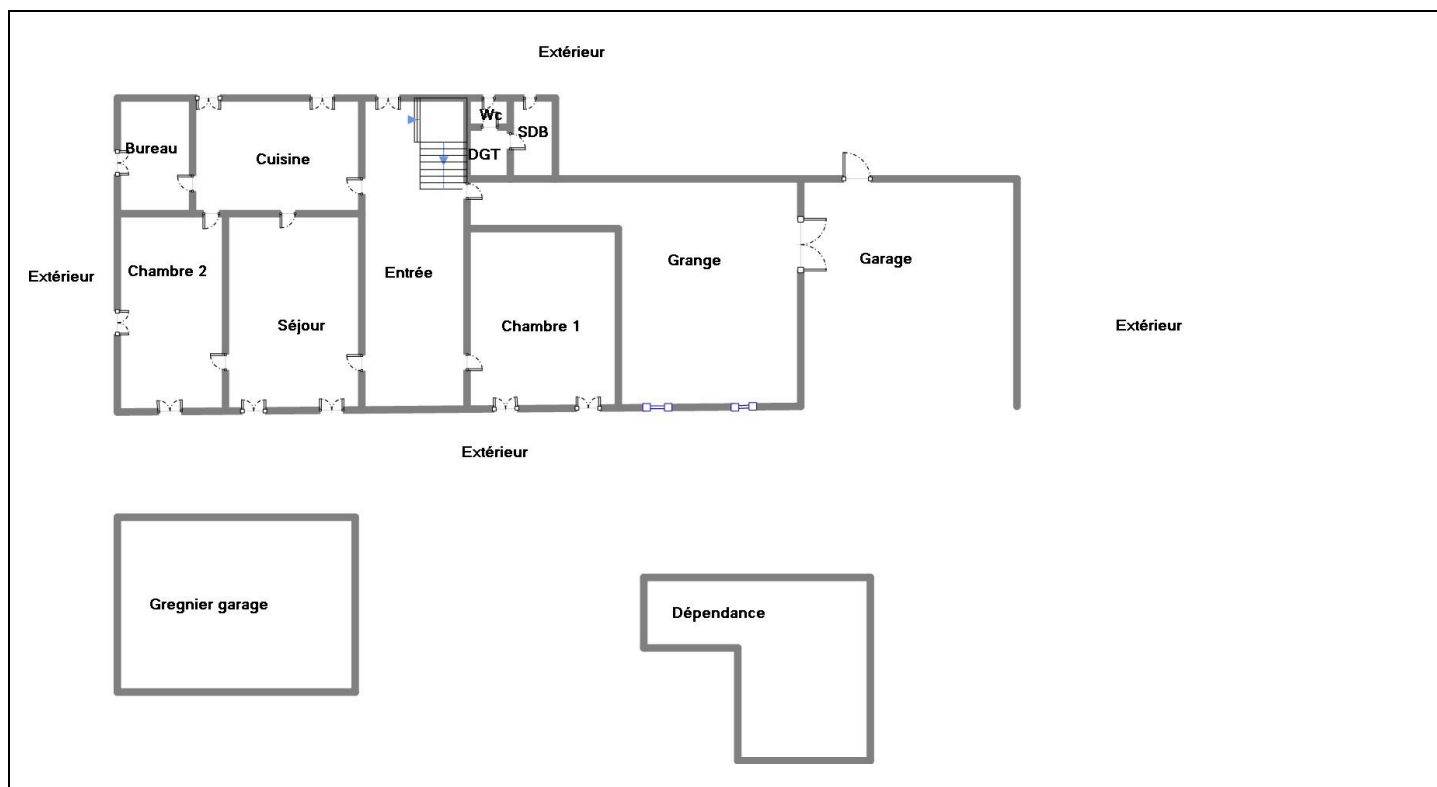 Extérieur
Wc
SDB
Bureau
Cuisine
DGT
Chambre 2
Entrée
Grange
Garage
Extérieur
Séjour
Chambre 1
Extérieur
Extérieur
Gregnier garage
Dépendance